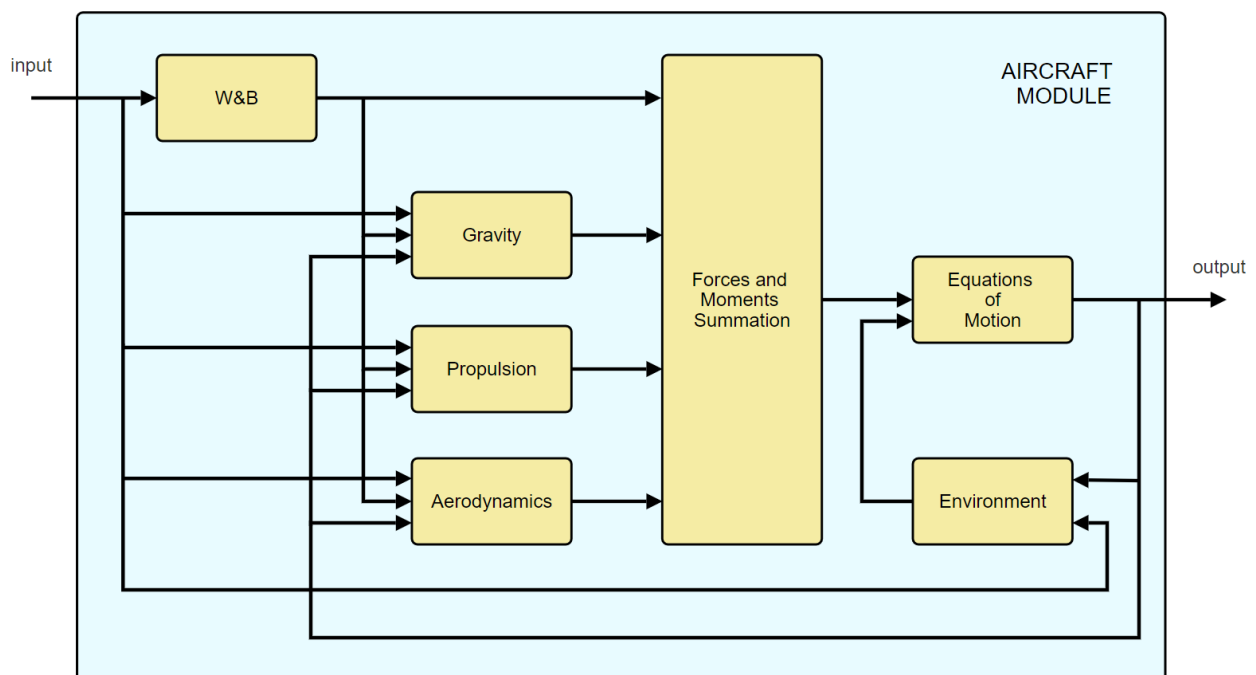 input
W&B
AIRCRAFT
MODULE
Gravity
Propulsion
Aerodynamics
Forces and
Moments
Summation
Equations
of
Motion
output
Environment